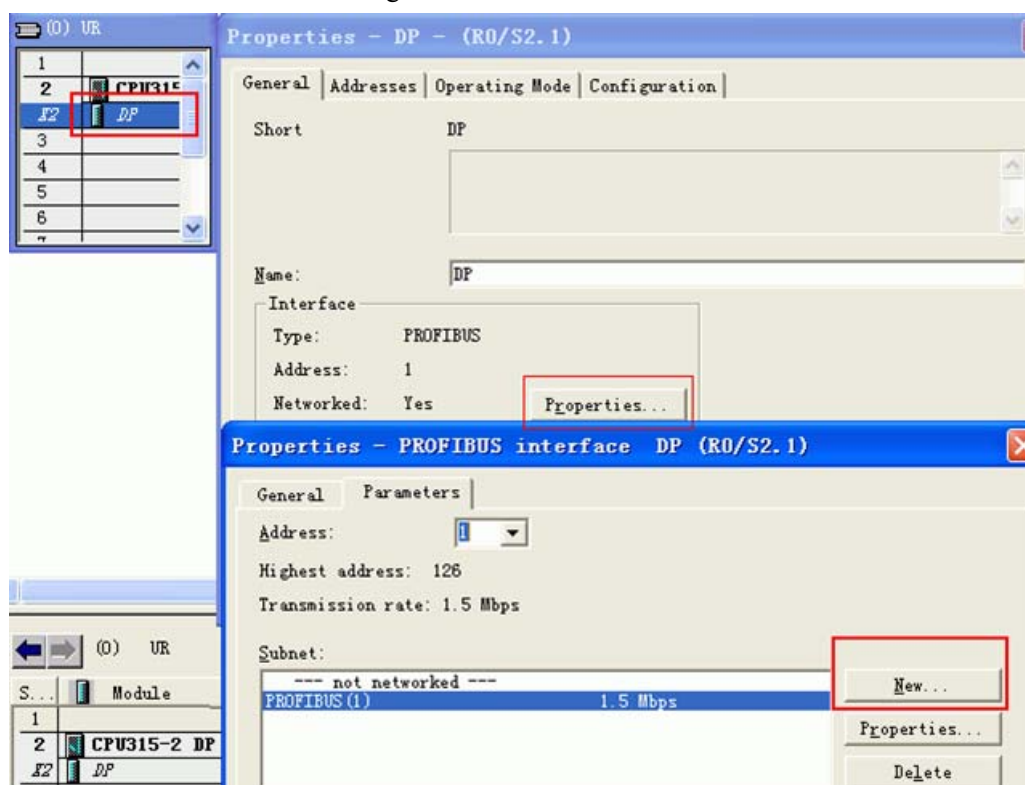 (0) UR
1
2 CPU315
X2 DP
3
4
5
6
Properties - DP - (R0/S2.1)
General Addresses Operating Mode Configuration
Short DP
Name: DP
Interface
Type: PROFIBUS
Address: 1
Networked: Yes Properties...
Properties - PROFIBUS interface DP (R0/S2.1)
General Parameters
Address: 1
Highest address: 126
Transmission rate: 1.5 Mbps
Subnet:
--- not networked ---
PROFIBUS(1) 1.5 Mbps
New...
Properties...
Delete
(0) UR
S... Module
1
2 CPU315-2 DP
X2 DP